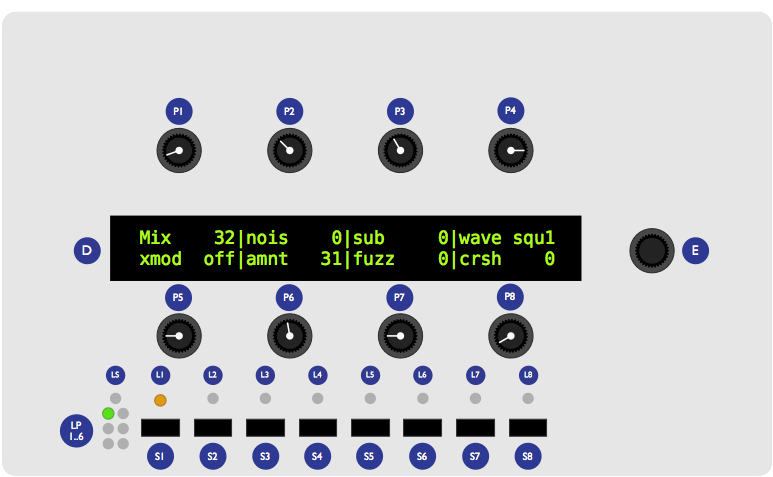 P1 P2 P3 P4
D
Mix 32|nois 0|sub 0|wave squ1
xmod off|amnt 31|fuzz 0|crsh 0
E
P5 P6 P7 P8
LS L1 L2 L3 L4 L5 L6 L7 L8
LP
1..6
S1 S2 S3 S4 S5 S6 S7 S8